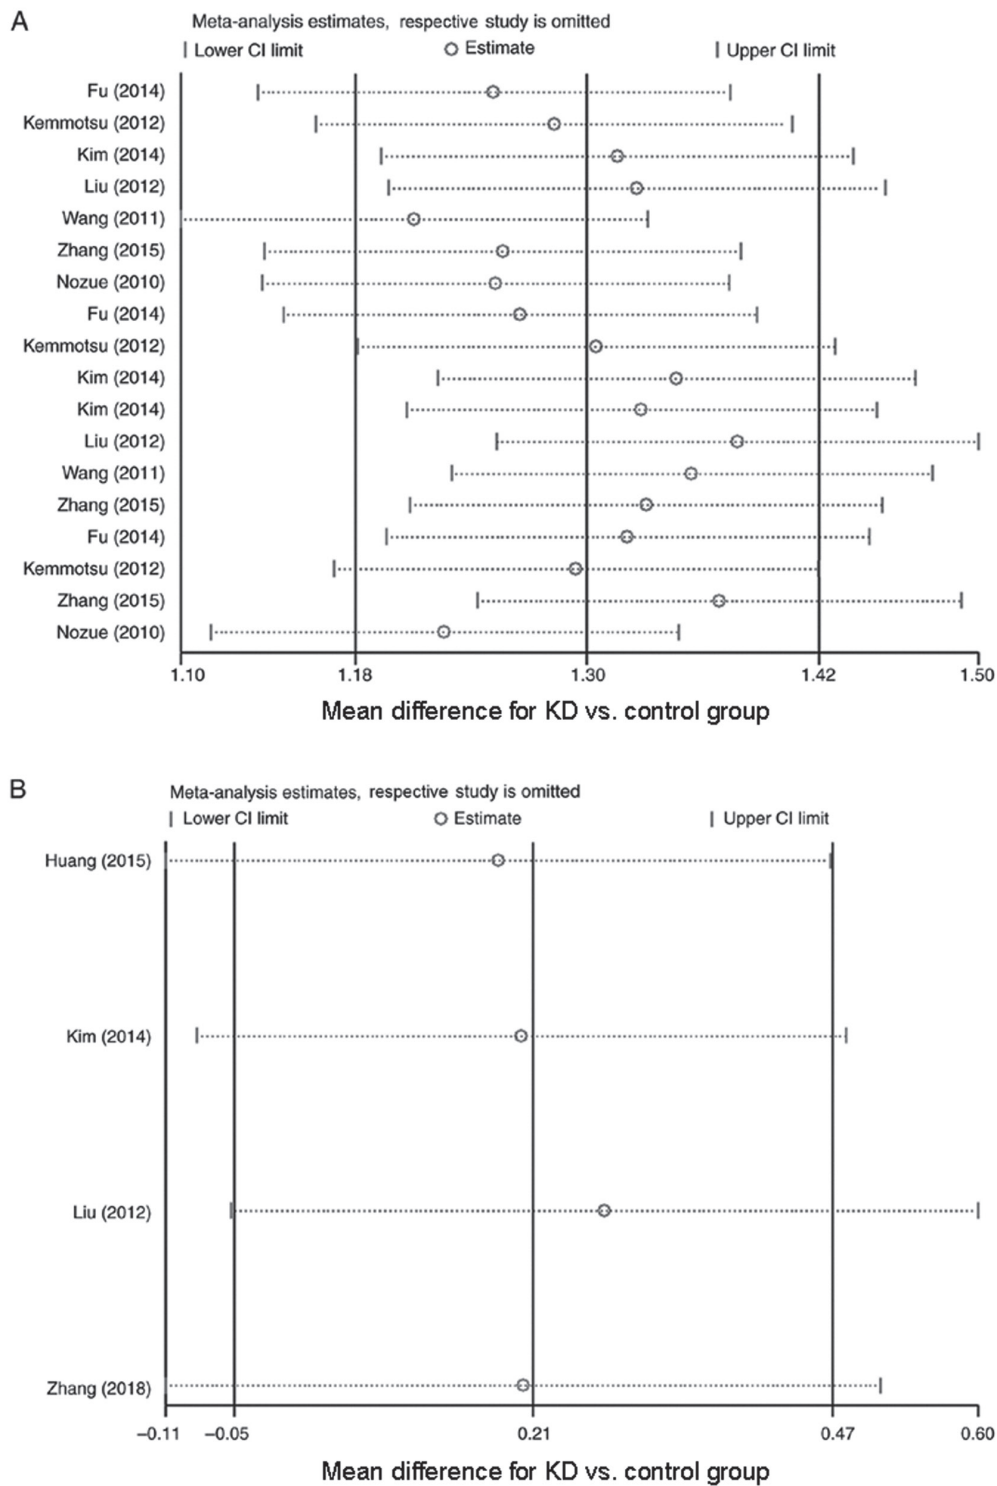 A
Meta-analysis estimates, respective study is omitted
| Lower CI limit ○ Estimate | Upper CI limit
Fu (2014)
Kemmotsu (2012)
Kim (2014)
Liu (2012)
Wang (2011)
Zhang (2015)
Nozue (2010)
Fu (2014)
Kemmotsu (2012)
Kim (2014)
Kim (2014)
Liu (2012)
Wang (2011)
Zhang (2015)
Fu (2014)
Kemmotsu (2012)
Zhang (2015)
Nozue (2010)
1.10 1.18 1.30 1.42 1.50
Mean difference for KD vs. control group
B
Meta-analysis estimates, respective study is omitted
| Lower CI limit ○ Estimate | Upper CI limit
Huang (2015)
Kim (2014)
Liu (2012)
Zhang (2018)
−0.11 −0.05 0.21 0.47 0.60
Mean difference for KD vs. control group